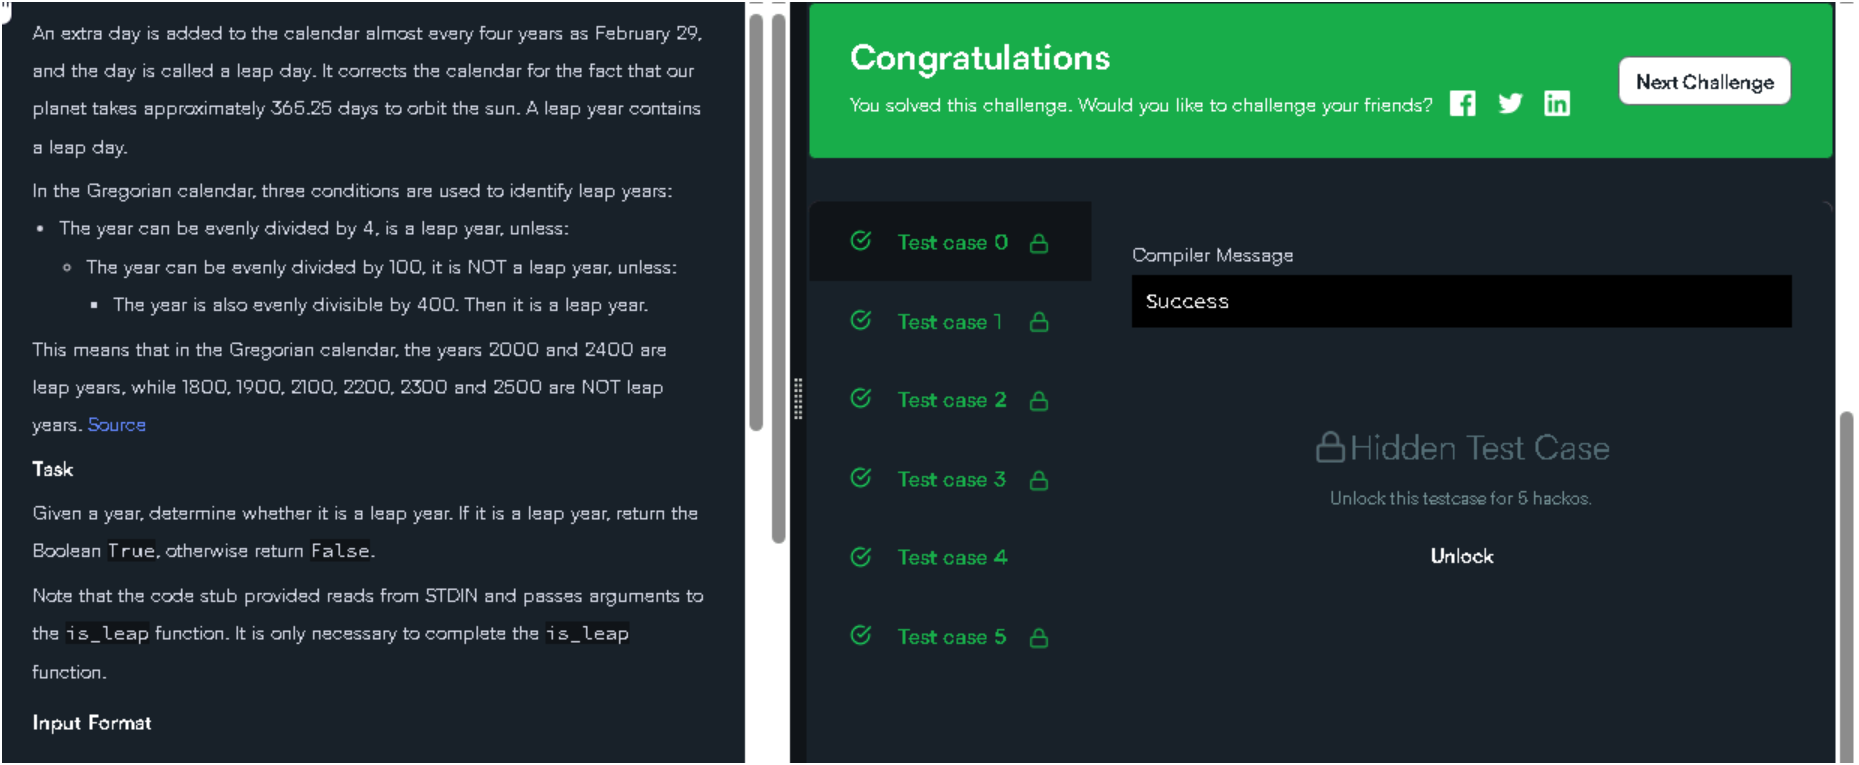 An extra day is added to the calendar almost every four years as February 29,
and the day is called a leap day. It corrects the calendar for the fact that our
planet takes approximately 365.25 days to orbit the sun. A leap year contains
a leap day.
In the Gregorian calendar, three conditions are used to identify leap years:
• The year can be evenly divided by 4, is a leap year, unless:
◦ The year can be evenly divided by 100, it is NOT a leap year, unless:
▪ The year is also evenly divisible by 400. Then it is a leap year.
This means that in the Gregorian calendar, the years 2000 and 2400 are
leap years, while 1800, 1900, 2100, 2200, 2300 and 2500 are NOT leap
years. Source
Task
Given a year, determine whether it is a leap year. If it is a leap year, return the
Boolean True, otherwise return False.
Note that the code stub provided reads from STDIN and passes arguments to
the is_leap function. It is only necessary to complete the is_leap
function.
Input Format
Congratulations
You solved this challenge. Would you like to challenge your friends?
Next Challenge
Test case 0
Test case 1
Test case 2
Test case 3
Test case 4
Test case 5
Compiler Message
Success
Hidden Test Case
Unlock this testcase for 5 hackos.
Unlock